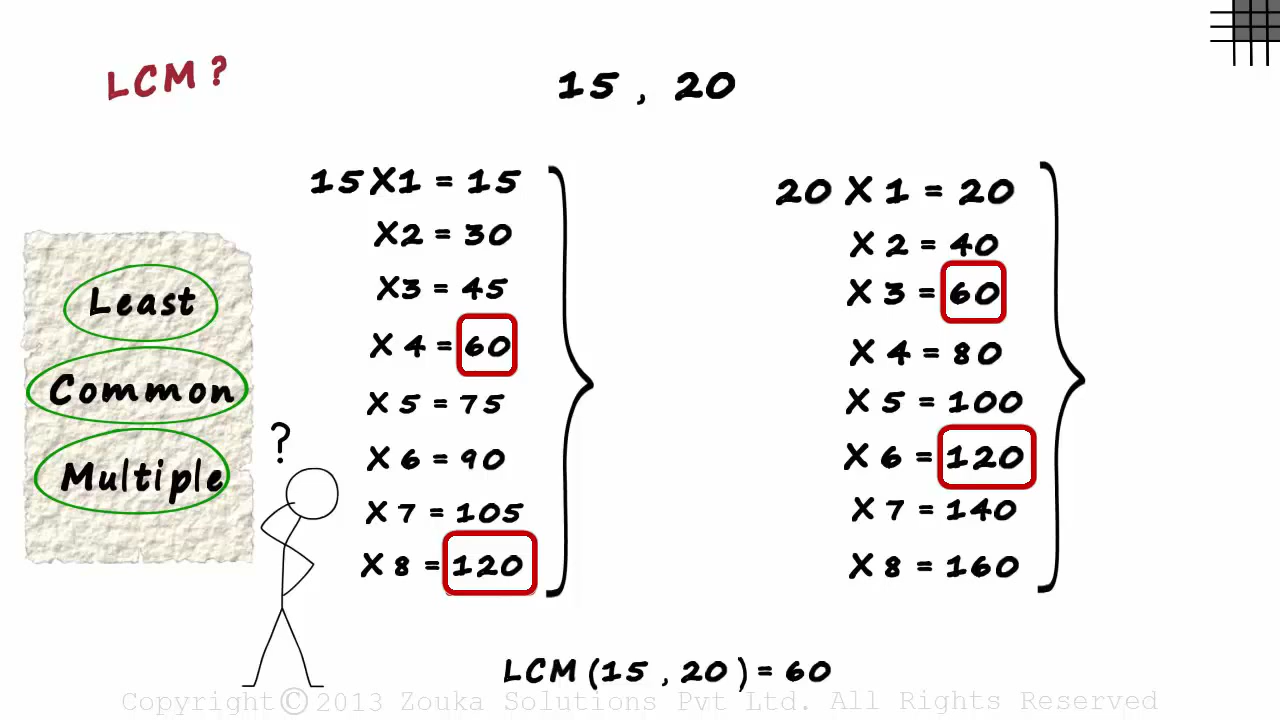 LCM ?
15 , 20
Least
Common
Multiple
?
15 X1 = 15
X2 = 30
X3 = 45
X 4 = 60
X 5 = 75
X 6 = 90
X 7 = 105
X 8 = 120
20 X 1 = 20
X 2 = 40
X 3 = 60
X 4 = 80
X 5 = 100
X 6 = 120
X 7 = 140
X 8 = 160
LCM (15 , 20 ) = 60
Copyright © 2013 Zouka Solutions Pvt Ltd. All Rights Reserved